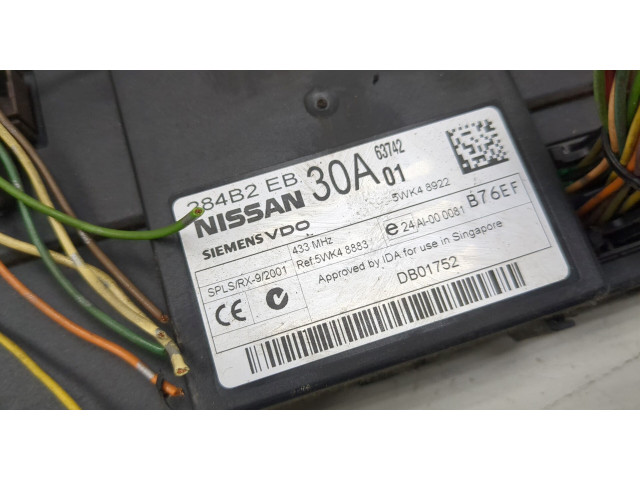 284B2 EB 30A 63742 01
NISSAN 5WK4 8922
SIEMENS VDO 433 MHz e 24 AI-00 0081 B76EF
SPLS/RX-9/2001 Ref.5WK4 8883
Approved by IDA for use in Singapore
CE DB01752